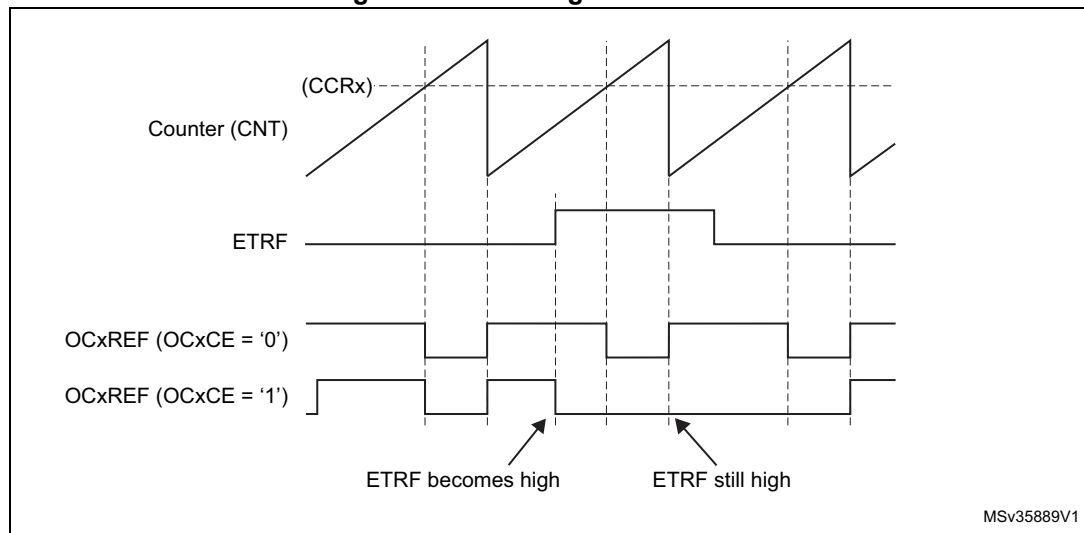 (CCRx)
Counter (CNT)
ETRF
OCxREF (OCxCE = ‘0’)
OCxREF (OCxCE = ‘1’)
ETRF becomes high
ETRF still high
MSv35889V1